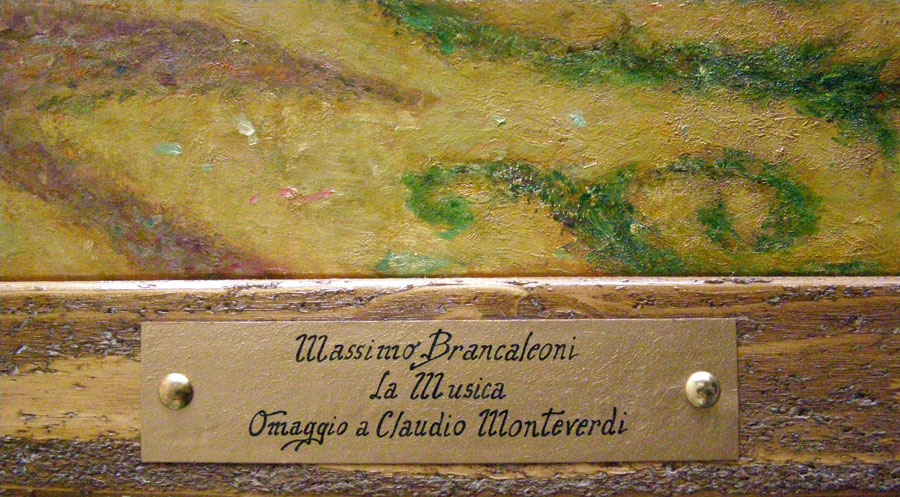 Massimo Brancaleoni
La Musica
Omaggio a Claudio Monteverdi